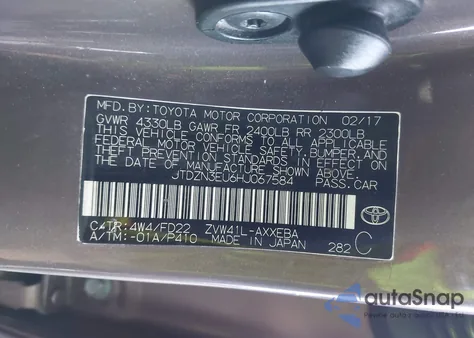 MFD. BY: TOYOTA MOTOR CORPORATION 02/17
GVWR 4330LB GAWR FR 2400LB RR 2300LB
THIS VEHICLE CONFORMS TO ALL APPLICABLE
FEDERAL MOTOR VEHICLE SAFETY, BUMPER, AND
THEFT PREVENTION STANDARDS IN EFFECT ON THE DATE OF
MANUFACTURE SHOWN ABOVE.
JTDZN3EU6HJ067584 PASS.CAR
C/TR: 4W4/FD22 ZVW41L-AXXEBA
A/TM: -01A/P410 MADE IN JAPAN 282 C
TOYOTA
autaSnap